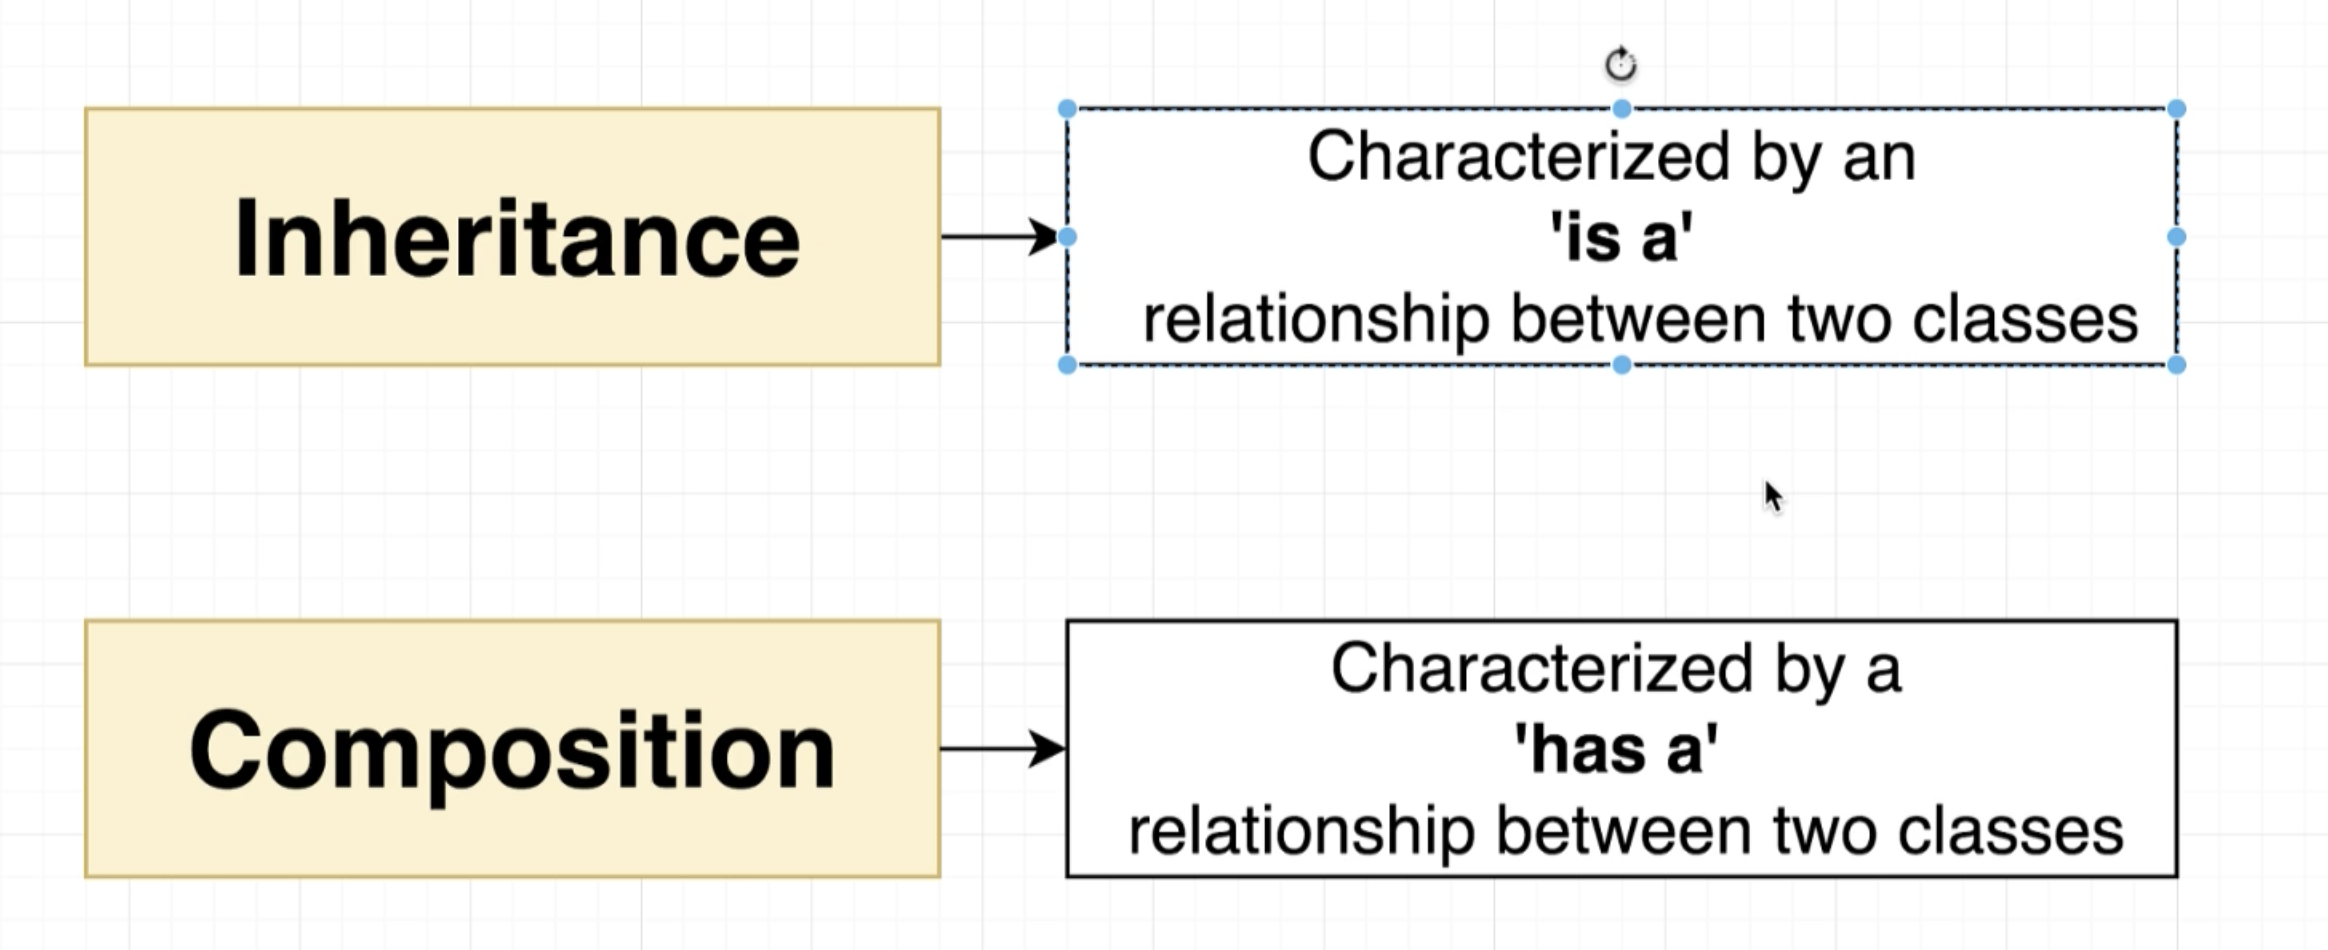 Inheritance
Characterized by an
'is a'
relationship between two classes
Composition
Characterized by a
'has a'
relationship between two classes